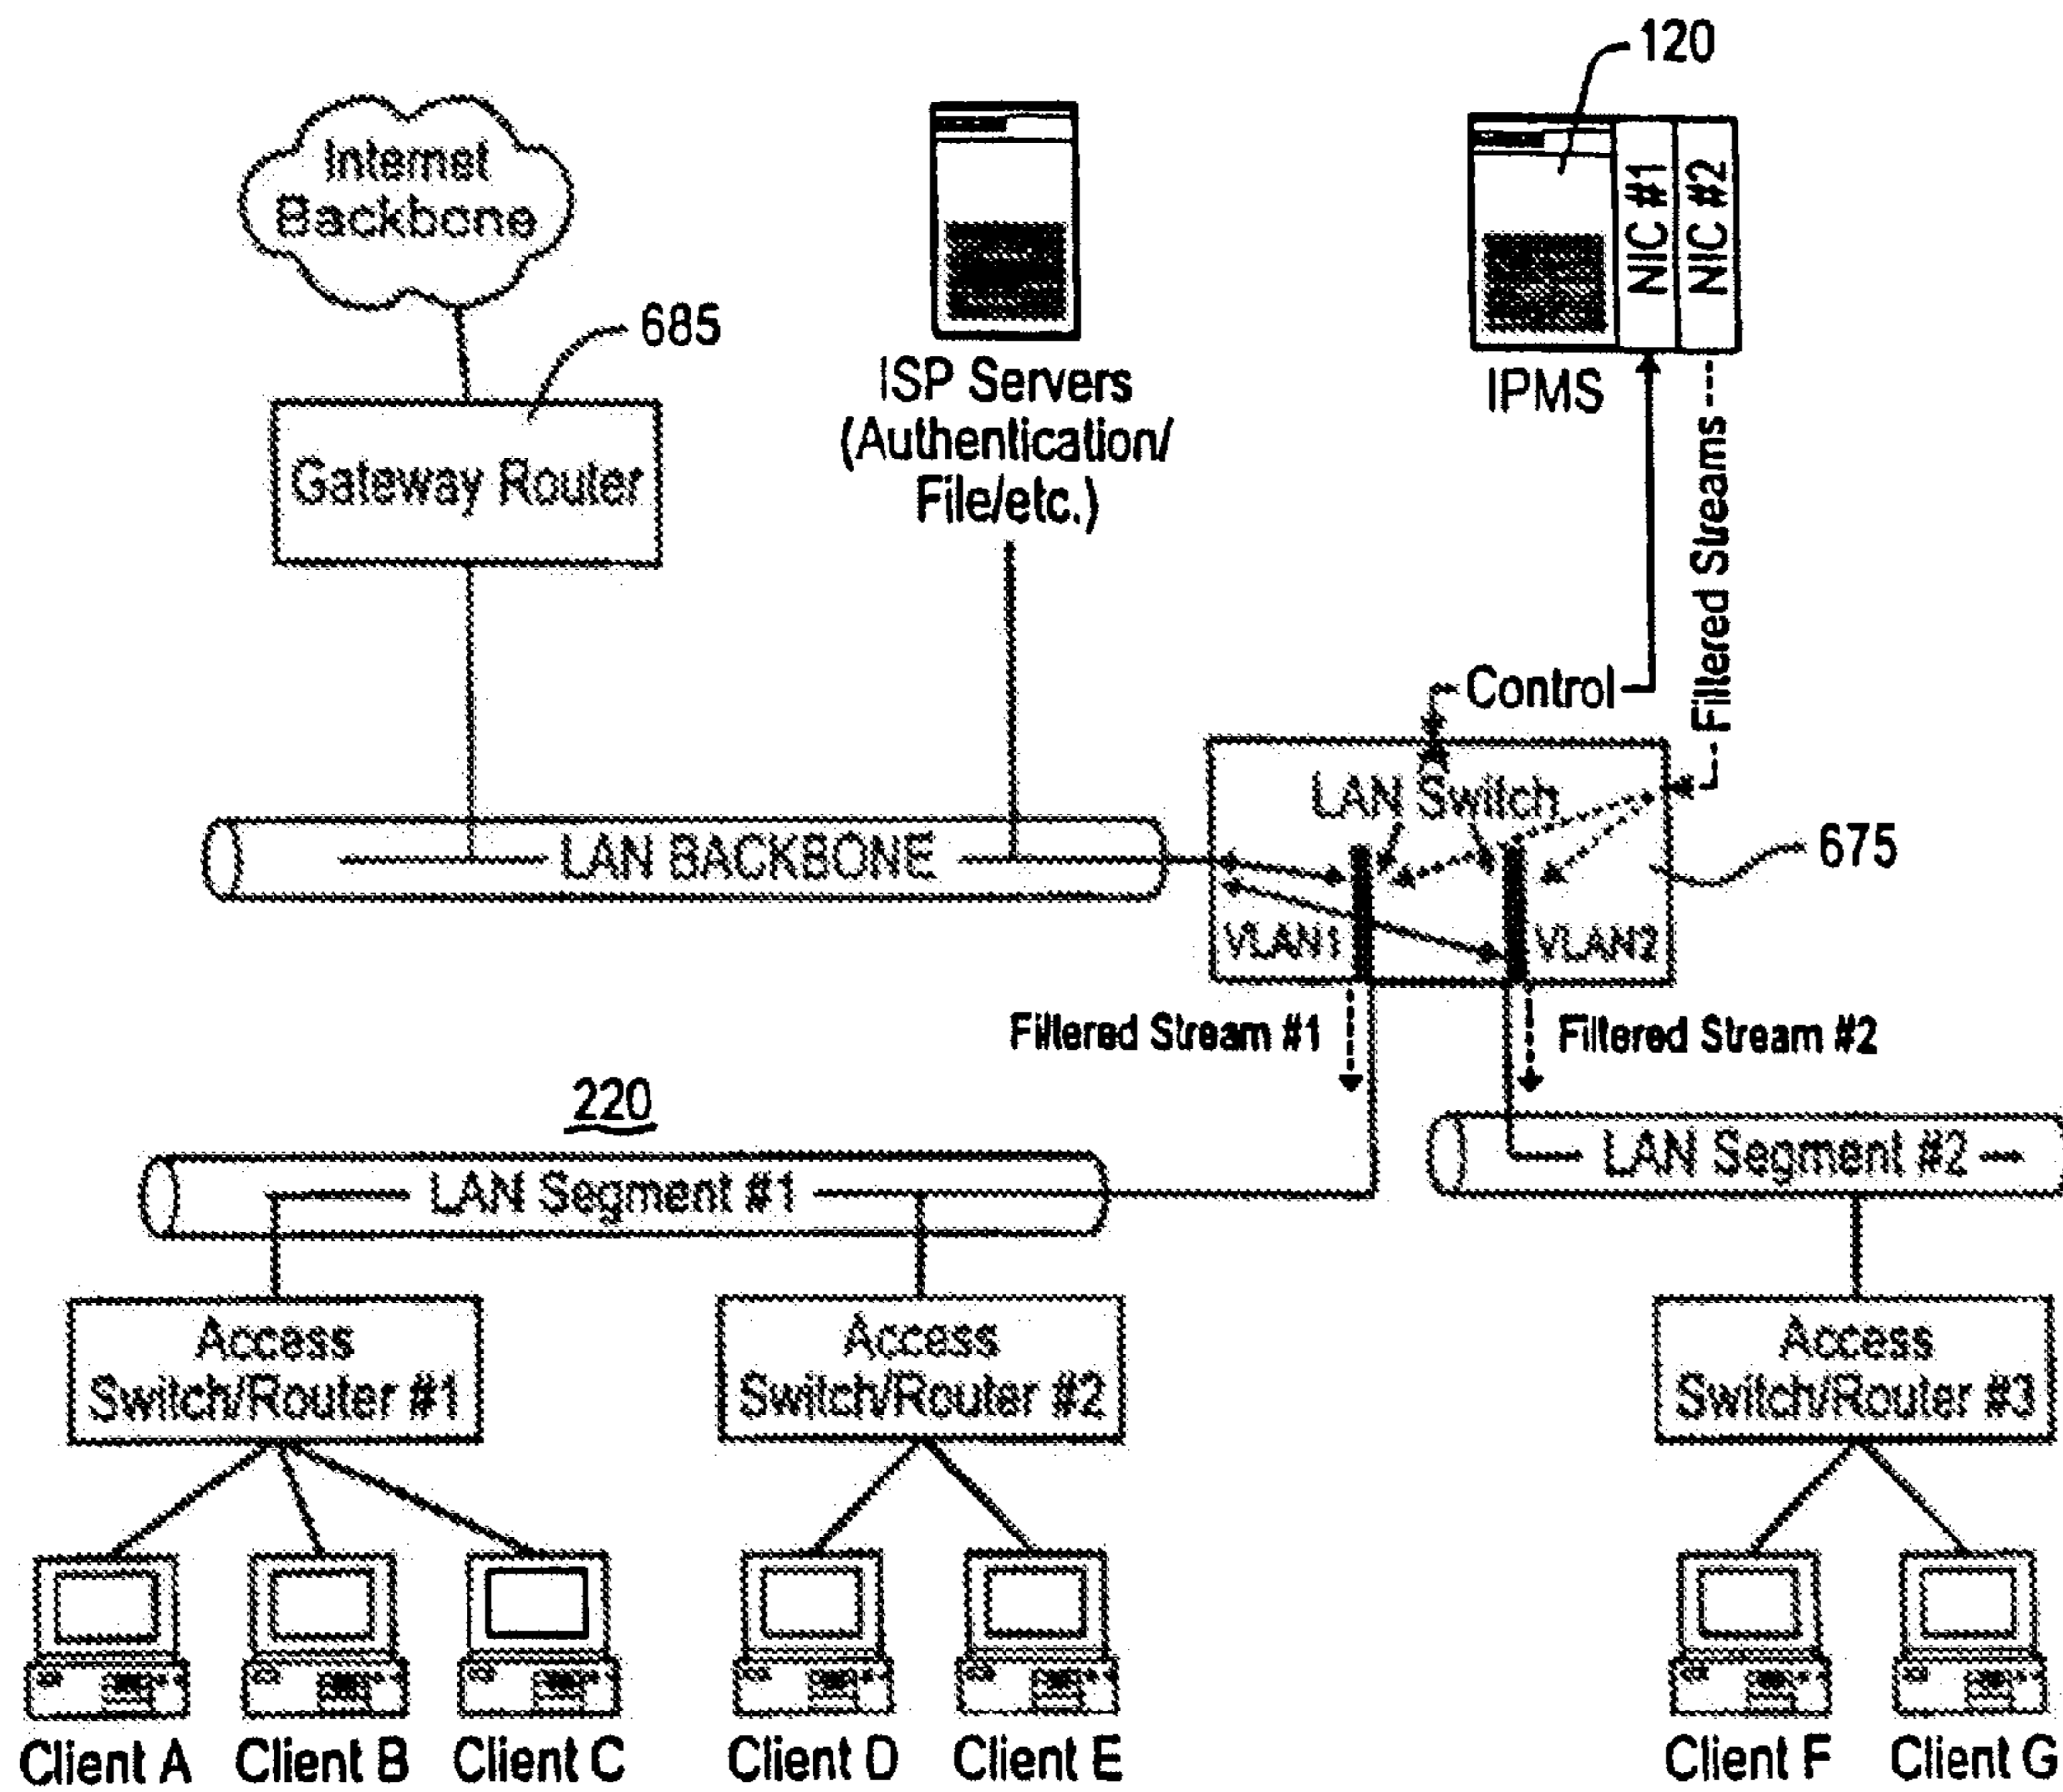 120
Internet
Backbone
NIC #1
NIC #2
685
ISP Servers
(Authentication/
File/etc.)
IPMS
Gateway Router
Filtered Streams
Control
LAN Switch
LAN BACKBONE
675
VLAN1
VLAN2
Filtered Stream #1
Filtered Stream #2
220
LAN Segment #1
LAN Segment #2
Access
Switch/Router #1
Access
Switch/Router #2
Access
Switch/Router #3
Client A
Client B
Client C
Client D
Client E
Client F
Client G